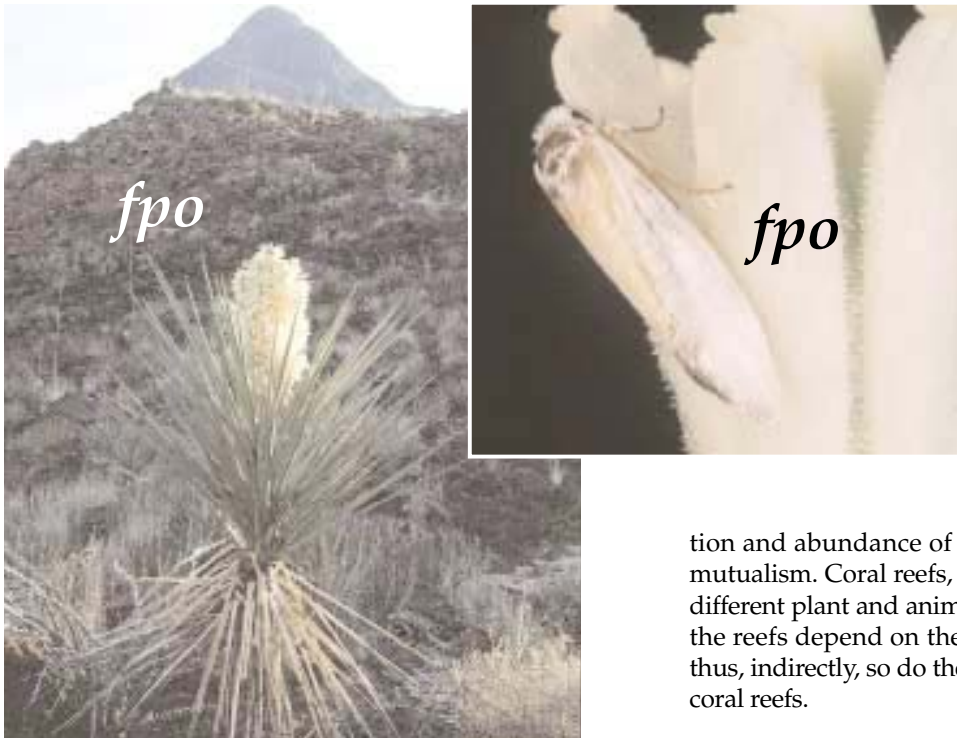 fpo
fpo
tion and abundance of
mutualism. Coral reefs,
different plant and anim
the reefs depend on the
thus, indirectly, so do the
coral reefs.